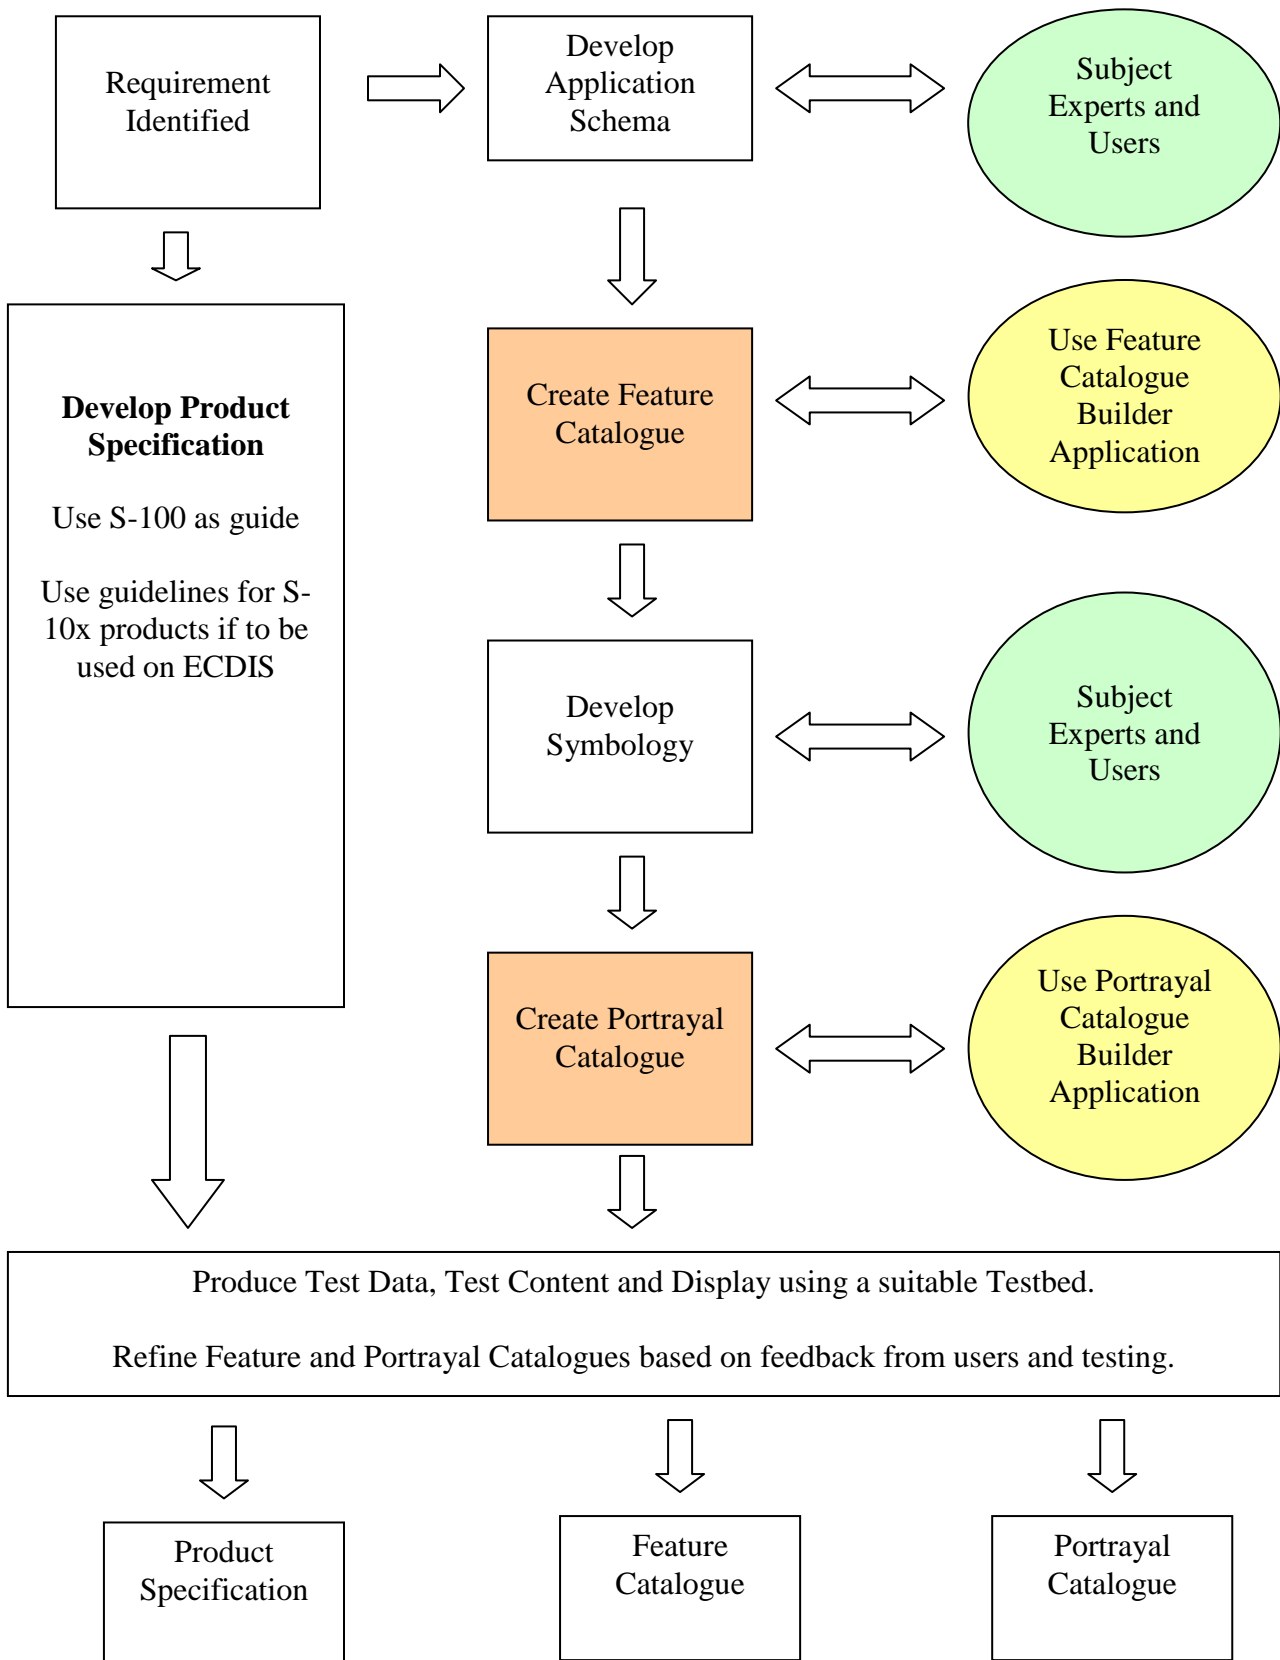 Requirement
Identified
Develop
Application
Schema
Subject
Experts and
Users
Develop Product
Specification
Use S-100 as guide
Use guidelines for S-
10x products if to be
used on ECDIS
Create Feature
Catalogue
Use Feature
Catalogue
Builder
Application
Develop
Symbology
Subject
Experts and
Users
Create Portrayal
Catalogue
Use Portrayal
Catalogue
Builder
Application
Produce Test Data, Test Content and Display using a suitable Testbed.
Refine Feature and Portrayal Catalogues based on feedback from users and testing.
Product
Specification
Feature
Catalogue
Portrayal
Catalogue